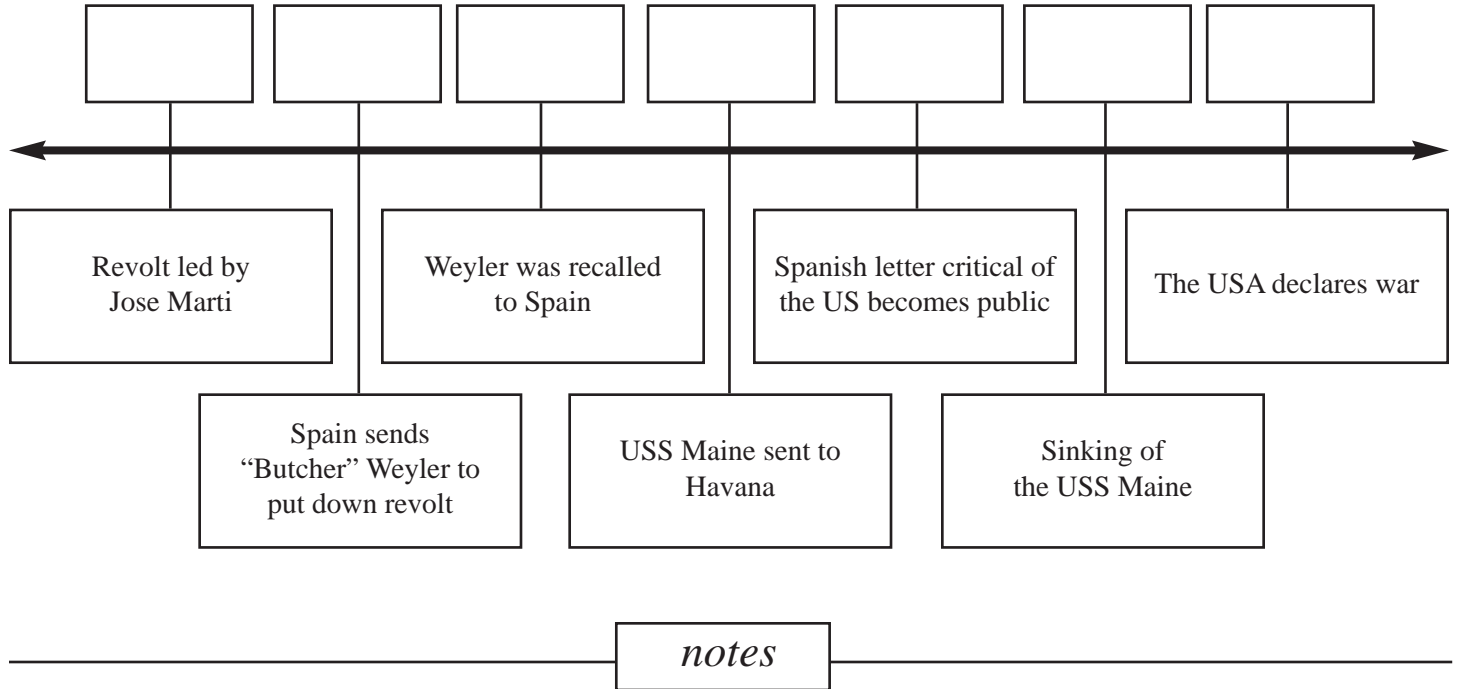 Revolt led by
Jose Marti
Spain sends
“Butcher” Weyler to
put down revolt
Weyler was recalled
to Spain
USS Maine sent to
Havana
Spanish letter critical of
the US becomes public
Sinking of
the USS Maine
The USA declares war
notes